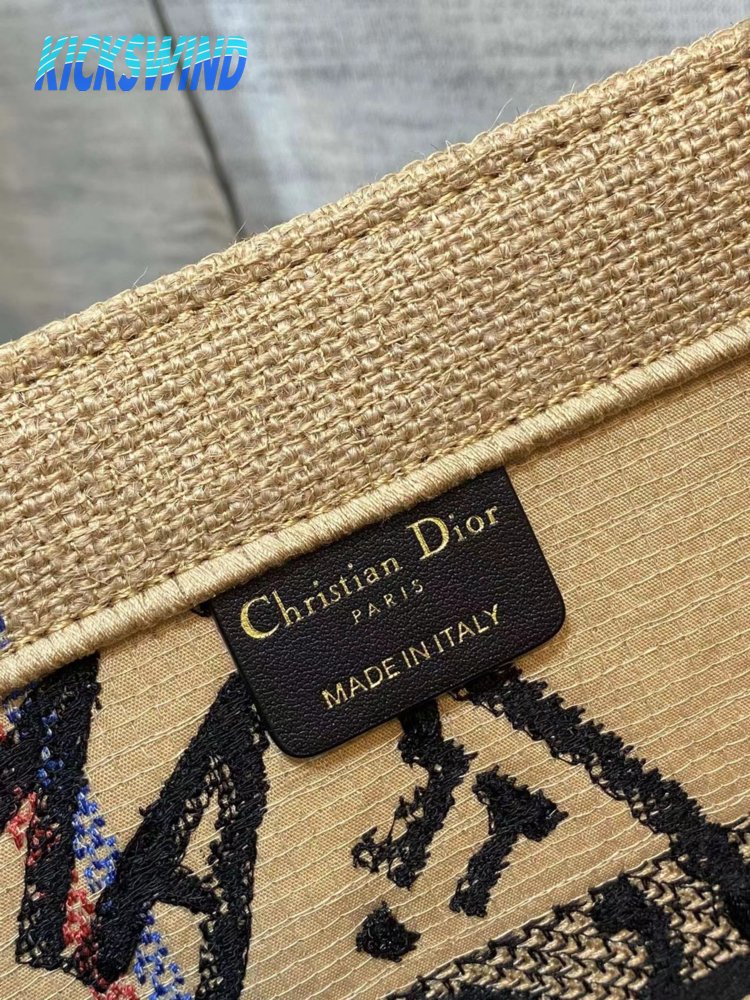 KICKSWIND
Christian Dior
PARIS
MADE IN ITALY